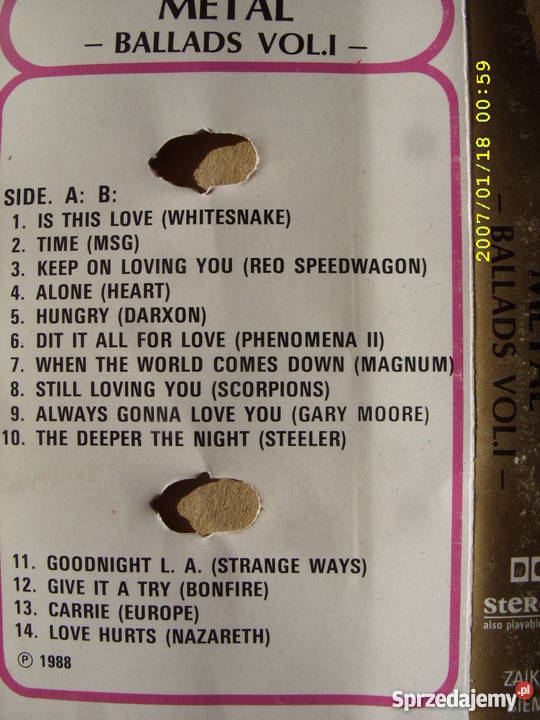 METAL
– BALLADS VOL.I –
SIDE. A: B:
1. IS THIS LOVE (WHITESNAKE)
2. TIME (MSG)
3. KEEP ON LOVING YOU (REO SPEEDWAGON)
4. ALONE (HEART)
5. HUNGRY (DARXON)
6. DIT IT ALL FOR LOVE (PHENOMENA II)
7. WHEN THE WORLD COMES DOWN (MAGNUM)
8. STILL LOVING YOU (SCORPIONS)
9. ALWAYS GONNA LOVE YOU (GARY MOORE)
10. THE DEEPER THE NIGHT (STEELER)
11. GOODNIGHT L. A. (STRANGE WAYS)
12. GIVE IT A TRY (BONFIRE)
13. CARRIE (EUROPE)
14. LOVE HURTS (NAZARETH)
℗ 1988
2007/01/18 00:59
METAL
– BALLADS VOL.I –
also playable
ZAIK
Sprzedajemy.pl